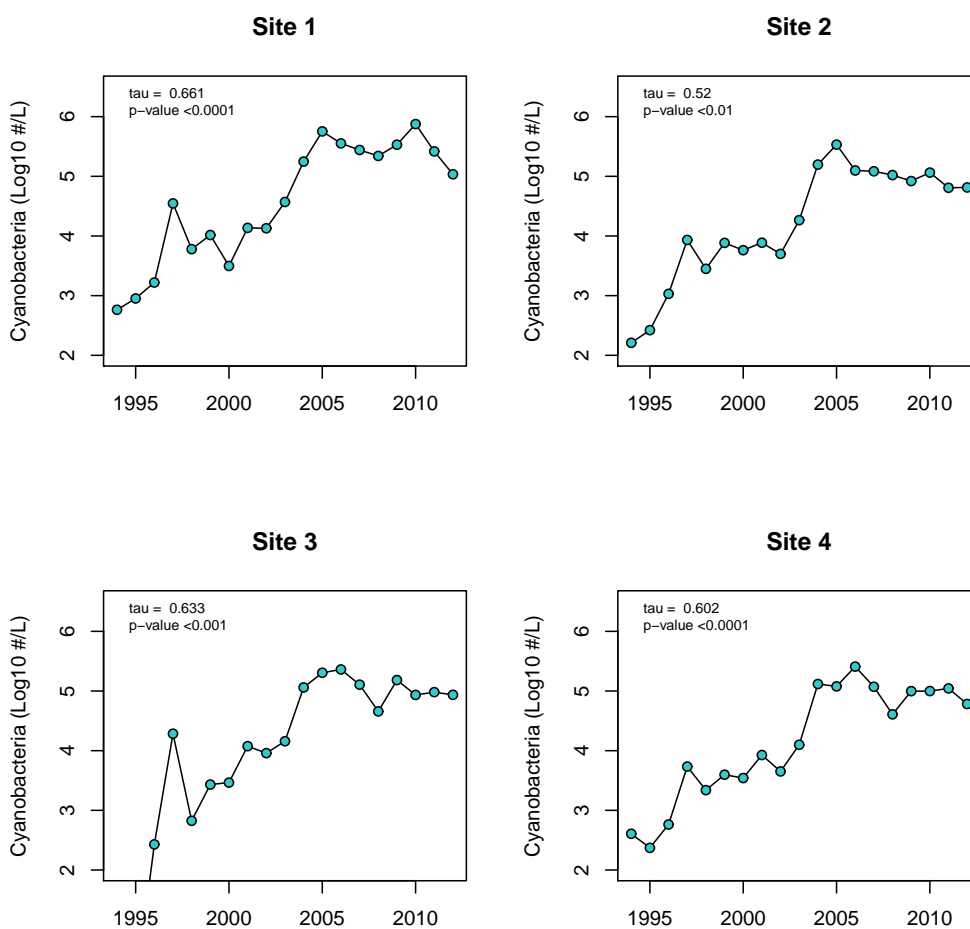 Site 1
tau =  0.661
p−value <0.0001
Cyanobacteria (Log10 #/L)
6
5
4
3
2
1995 2000 2005 2010
Site 2
tau =  0.52
p−value <0.01
Cyanobacteria (Log10 #/L)
6
5
4
3
2
1995 2000 2005 2010
Site 3
tau =  0.633
p−value <0.001
Cyanobacteria (Log10 #/L)
6
5
4
3
2
1995 2000 2005 2010
Site 4
tau =  0.602
p−value <0.0001
Cyanobacteria (Log10 #/L)
6
5
4
3
2
1995 2000 2005 2010